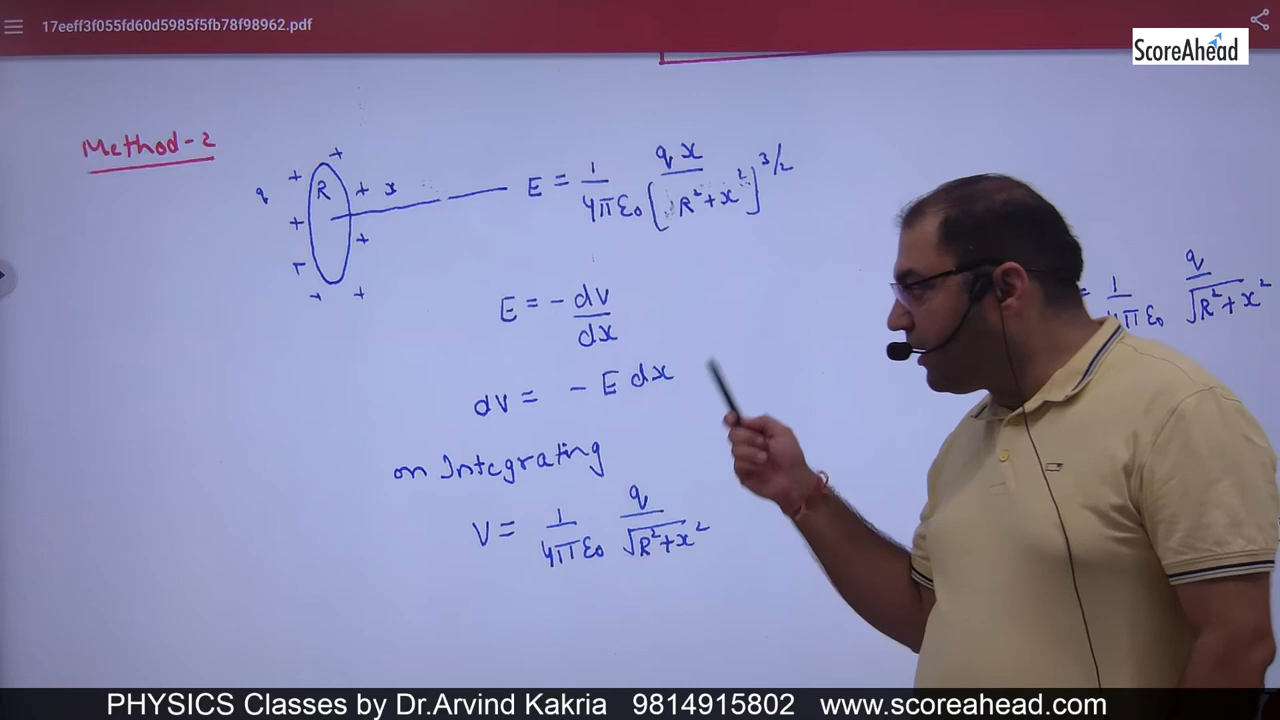 17eeff3f055fd60d5985f5fb78f98962.pdf
ScoreAhead
Method-2
q R x E = 1/4πε₀ qx/[R²+x²]^3/2
E = - dv/dx
dv = - E dx
on Integrating
V = 1/4πε₀ q/√R²+x²
= 1/4πε₀ q/√R²+x²
PHYSICS Classes by Dr.Arvind Kakria 9814915802 www.scoreahead.com